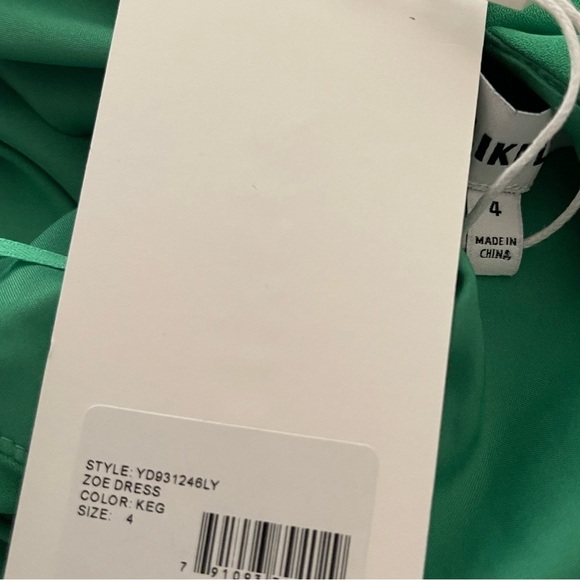 4
MADE IN
CHINA
STYLE: YD931246LY
ZOE DRESS
COLOR: KEG
SIZE: 4